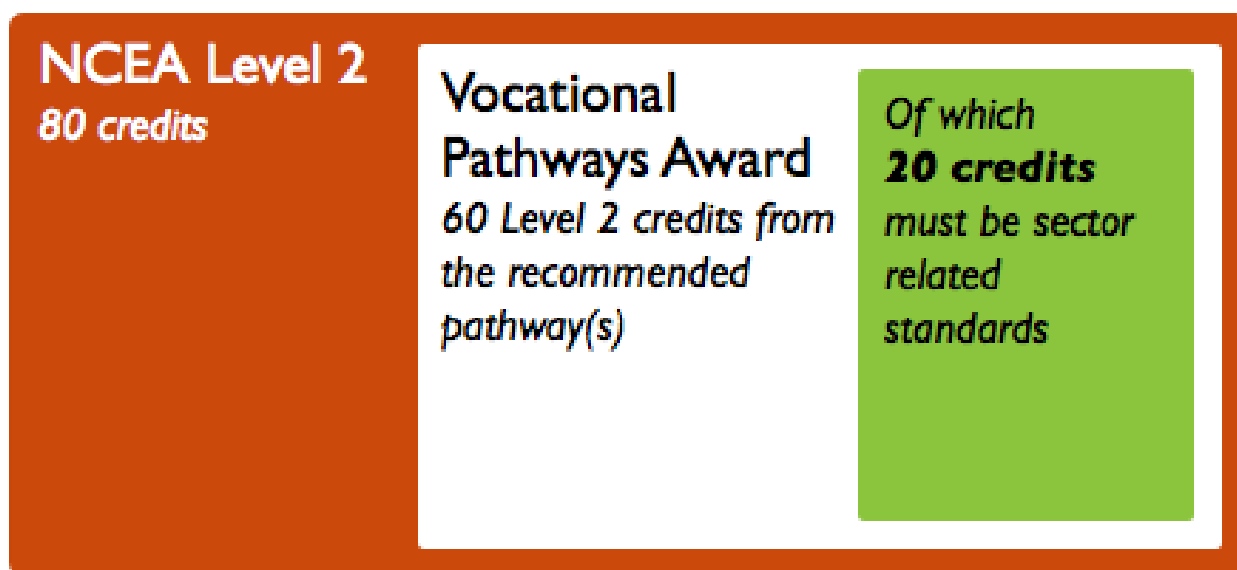 NCEA Level 2
80 credits
Vocational
Pathways Award
60 Level 2 credits from
the recommended
pathway(s)
Of which
20 credits
must be sector
related
standards